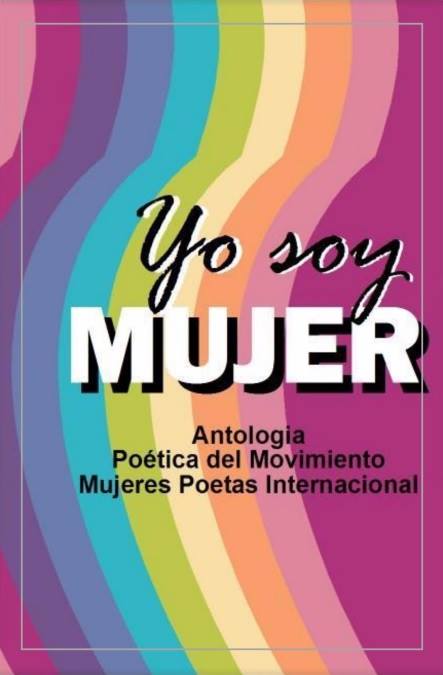 Yo soy
MUJER
Antologia
Poética del Movimiento
Mujeres Poetas Internacional